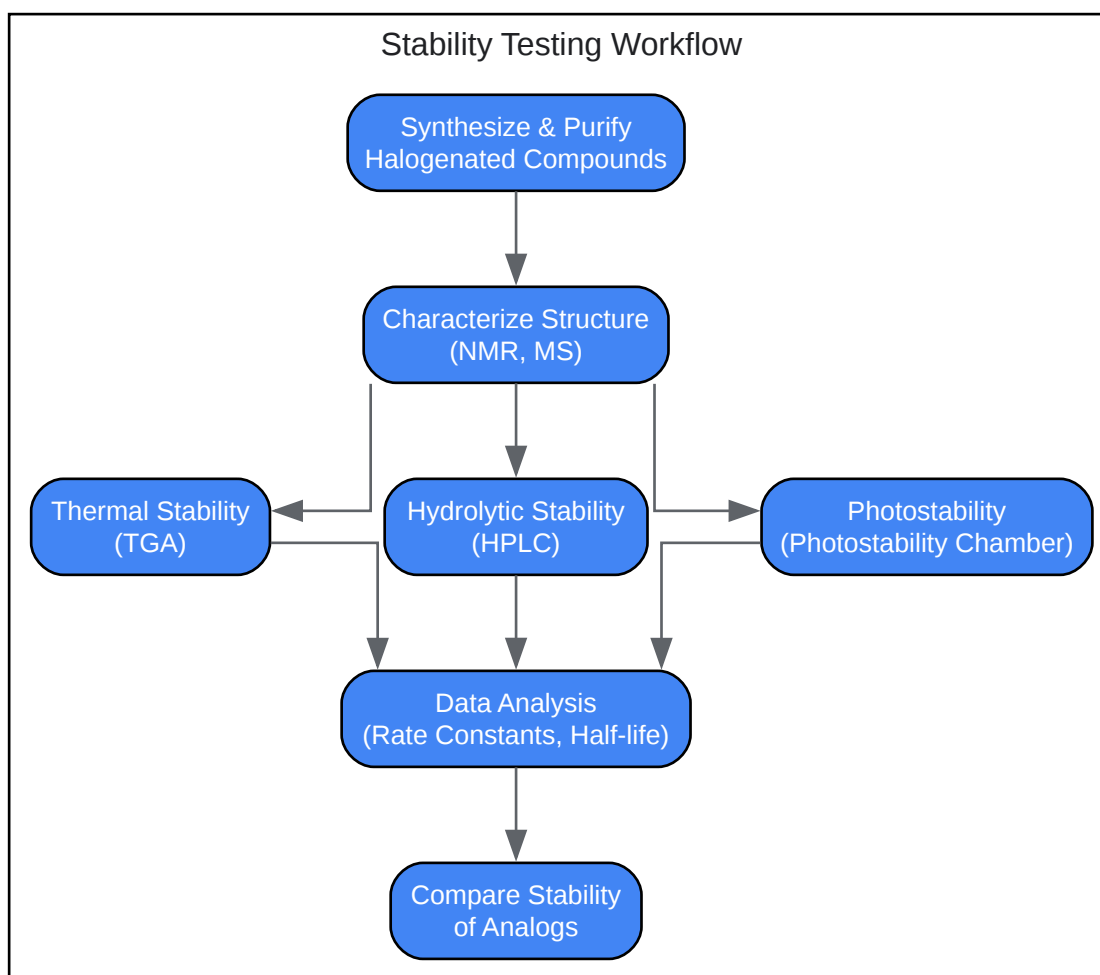 Stability Testing Workflow
Synthesize & Purify
Halogenated Compounds
Characterize Structure
(NMR, MS)
Thermal Stability
(TGA)
Hydrolytic Stability
(HPLC)
Photostability
(Photostability Chamber)
Data Analysis
(Rate Constants, Half-life)
Compare Stability
of Analogs